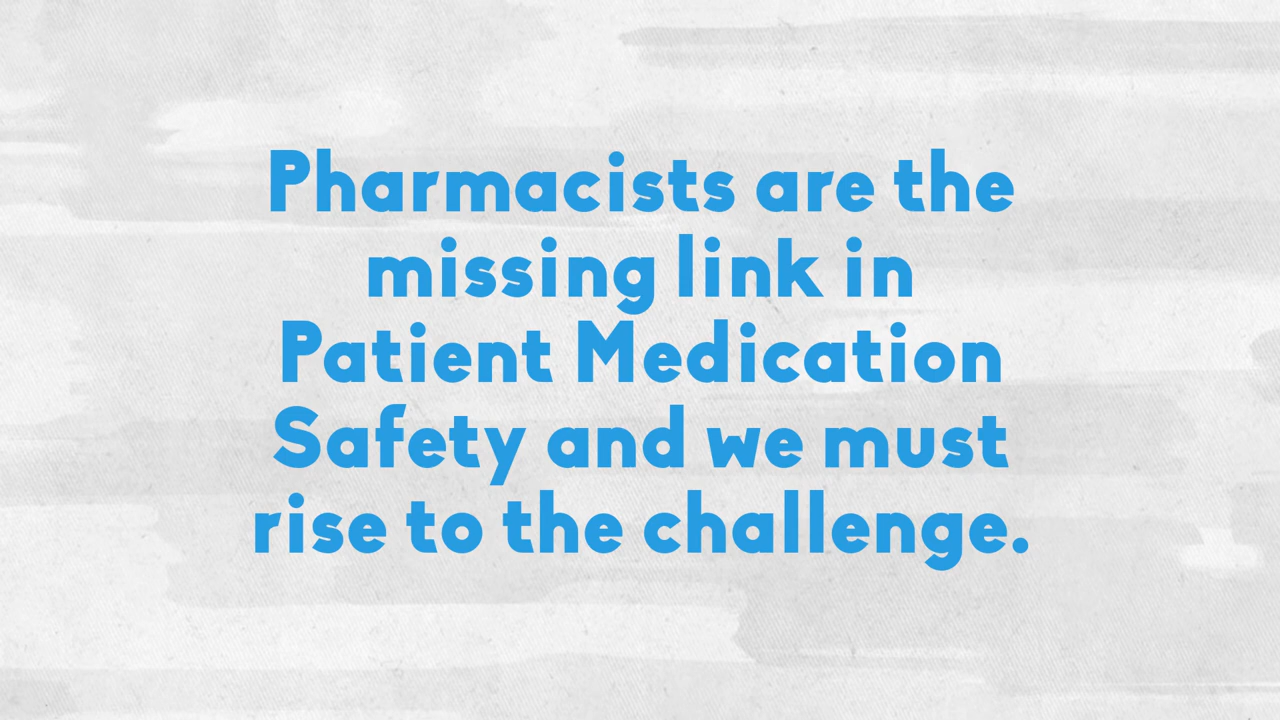 Pharmacists are the
missing link in
Patient Medication
Safety and we must
rise to the challenge.